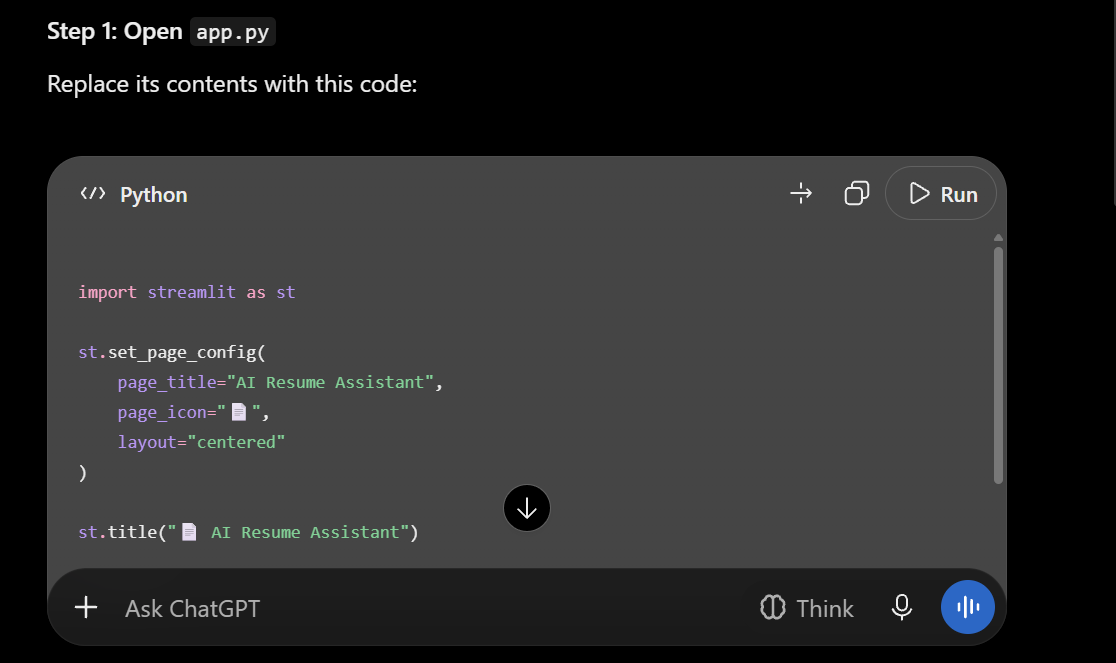 Step 1: Open app.py
Replace its contents with this code:
</> Python
Run
import streamlit as st
st.set_page_config(
    page_title="AI Resume Assistant",
    page_icon="📄",
    layout="centered"
)
st.title("📄 AI Resume Assistant")
Ask ChatGPT
Think